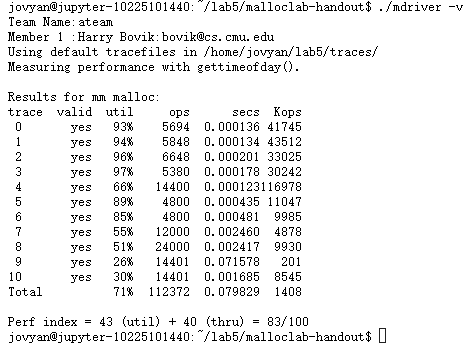 jovyan@jupyter-10225101440:~/lab5/malloclab-handout$ ./mdriver -v
Team Name:ateam
Member 1 :Harry Bovik:bovik@cs.cmu.edu
Using default tracefiles in /home/jovyan/lab5/traces/
Measuring performance with gettimeofday().

Results for mm malloc:
trace  valid  util     ops      secs  Kops
 0       yes   93%    5694  0.000136 41745
 1       yes   94%    5848  0.000134 43512
 2       yes   96%    6648  0.000201 33025
 3       yes   97%    5380  0.000178 30242
 4       yes   66%   14400  0.000123116978
 5       yes   89%    4800  0.000435 11047
 6       yes   85%    4800  0.000481  9985
 7       yes   55%   12000  0.002460  4878
 8       yes   51%   24000  0.002417  9930
 9       yes   26%   14401  0.071578   201
10       yes   30%   14401  0.001685  8545
Total          71%  112372  0.079829  1408

Perf index = 43 (util) + 40 (thru) = 83/100
jovyan@jupyter-10225101440:~/lab5/malloclab-handout$